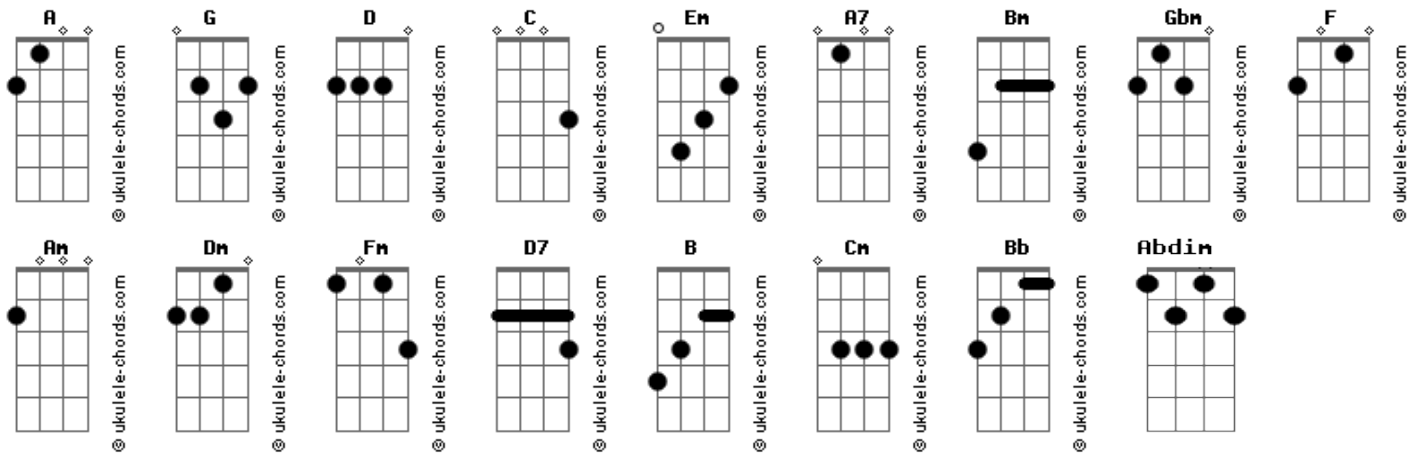 A G D C Em A7 Bm Gbm F
© ukulele-chords.com © ukulele-chords.com © ukulele-chords.com © ukulele-chords.com © ukulele-chords.com © ukulele-chords.com © ukulele-chords.com © ukulele-chords.com © ukulele-chords.com
Am Dm Fm D7 B Cm Bb Abdim
© ukulele-chords.com © ukulele-chords.com © ukulele-chords.com © ukulele-chords.com © ukulele-chords.com © ukulele-chords.com © ukulele-chords.com